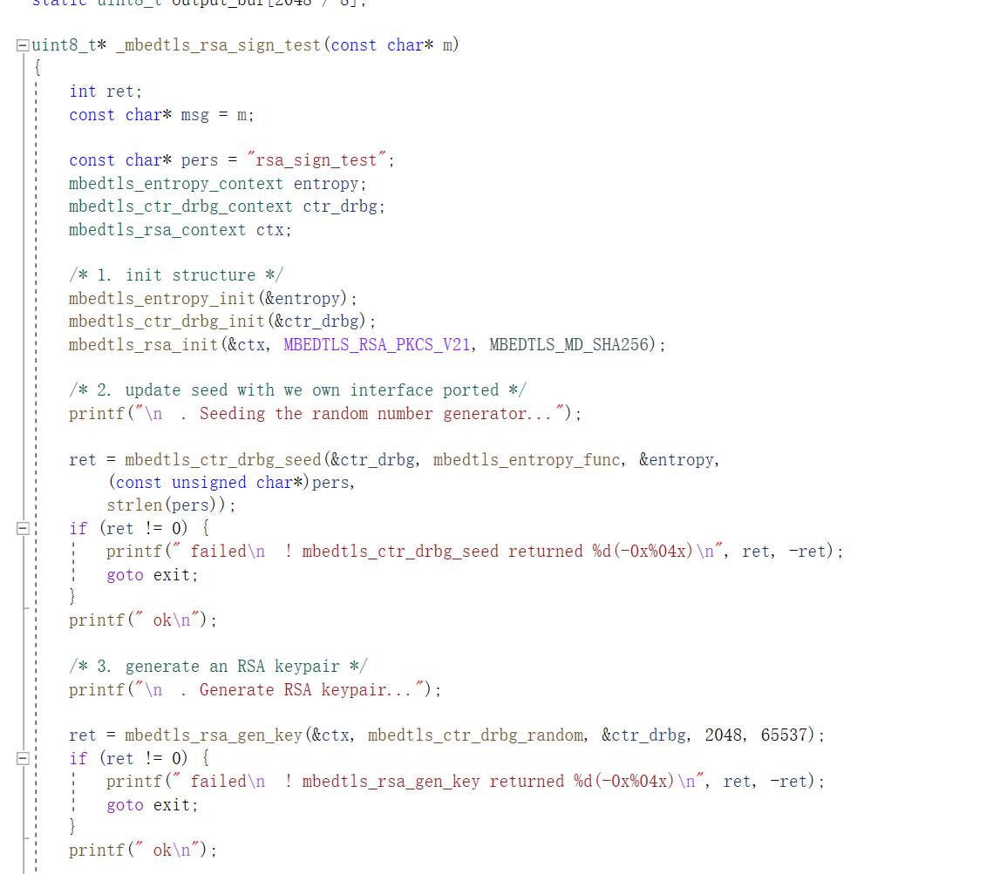 static uint8_t output_buf[2048 / 8];
uint8_t* _mbedtls_rsa_sign_test(const char* m)
{
int ret;
const char* msg = m;
const char* pers = "rsa_sign_test";
mbedtls_entropy_context entropy;
mbedtls_ctr_drbg_context ctr_drbg;
mbedtls_rsa_context ctx;
/* 1. init structure */
mbedtls_entropy_init(&entropy);
mbedtls_ctr_drbg_init(&ctr_drbg);
mbedtls_rsa_init(&ctx, MBEDTLS_RSA_PKCS_V21, MBEDTLS_MD_SHA256);
/* 2. update seed with we own interface ported */
printf("\n  . Seeding the random number generator...");
ret = mbedtls_ctr_drbg_seed(&ctr_drbg, mbedtls_entropy_func, &entropy,
(const unsigned char*)pers,
strlen(pers));
if (ret != 0) {
printf(" failed\n  ! mbedtls_ctr_drbg_seed returned %d(-0x%04x)\n", ret, -ret);
goto exit;
}
printf(" ok\n");
/* 3. generate an RSA keypair */
printf("\n  . Generate RSA keypair...");
ret = mbedtls_rsa_gen_key(&ctx, mbedtls_ctr_drbg_random, &ctr_drbg, 2048, 65537);
if (ret != 0) {
printf(" failed\n  ! mbedtls_rsa_gen_key returned %d(-0x%04x)\n", ret, -ret);
goto exit;
}
printf(" ok\n");